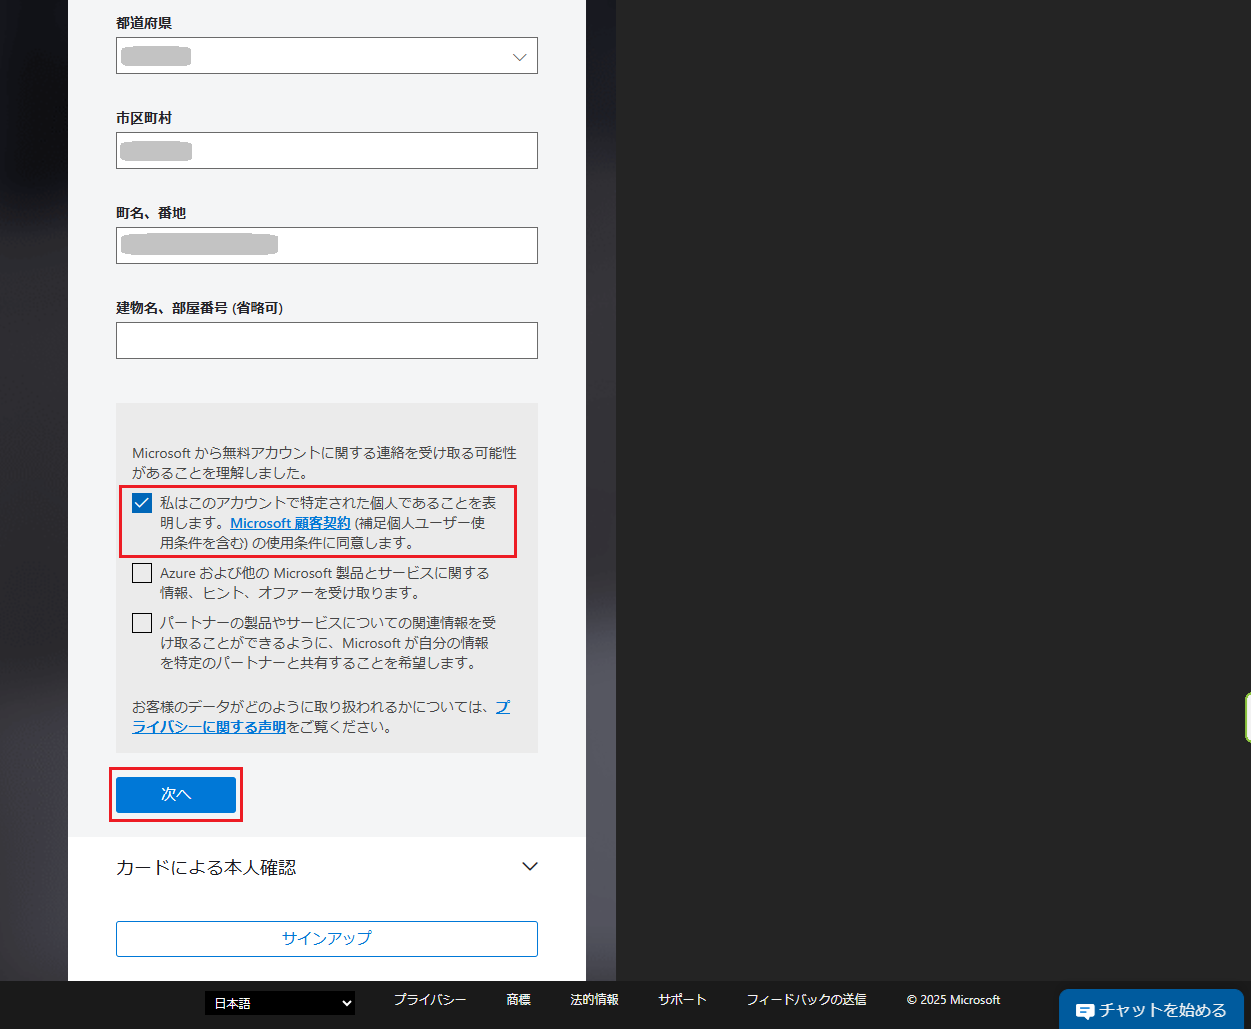 都道府県
市区町村
町名、番地
建物名、部屋番号 (省略可)
Microsoft から無料アカウントに関する連絡を受け取る可能性
があることを理解しました。
私はこのアカウントで特定された個人であることを表
明します。Microsoft 顧客契約 (補足個人ユーザー使
用条件を含む) の使用条件に同意します。
Azure および他の Microsoft 製品とサービスに関する
情報、ヒント、オファーを受け取ります。
パートナーの製品やサービスについての関連情報を受
け取ることができるように、Microsoft が自分の情報
を特定のパートナーと共有することを希望します。
お客様のデータがどのように取り扱われるかについては、プ
ライバシーに関する声明をご覧ください。
次へ
カードによる本人確認
サインアップ
日本語 プライバシー 商標 法的情報 サポート フィードバックの送信 © 2025 Microsoft
チャットを始める